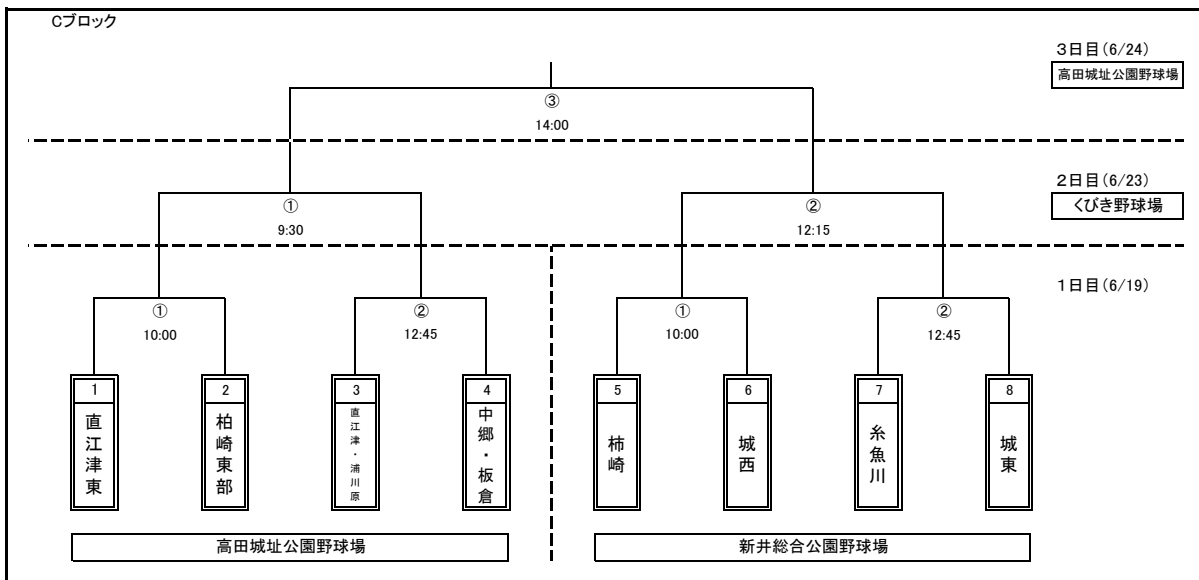 Cブロック
3日目(6/24)
高田城址公園野球場
③
14:00
2日目(6/23)
くびき野球場
①
9:30
②
12:15
1日目(6/19)
①
10:00
②
12:45
①
10:00
②
12:45
1
2
3
4
5
6
7
8
直江津東
柏崎東部
直江津・浦川原
中郷・板倉
柿崎
城西
糸魚川
城東
高田城址公園野球場
新井総合公園野球場